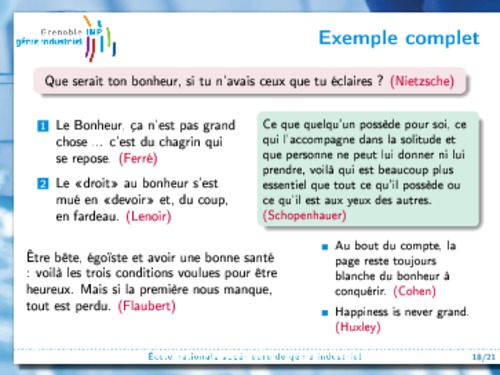 Grenoble INP
génie industriel
Exemple complet
Que serait ton bonheur, si tu n'avais ceux que tu éclaires ? (Nietzsche)
1 Le Bonheur, ça n'est pas grand
chose ... c'est du chagrin qui
se repose. (Ferrè)
2 Le «droit» au bonheur s'est
mué en «devoir» et, du coup,
en fardeau. (Lenoir)
Ce que quelqu'un possède pour soi, ce
qui l'accompagne dans la solitude et
que personne ne peut lui donner ni lui
prendre, voilà qui est beaucoup plus
essentiel que tout ce qu'il possède ou
ce qu'il est aux yeux des autres.
(Schopenhauer)
Être bête, égoïste et avoir une bonne santé
: voilà les trois conditions voulues pour être
heureux. Mais si la première nous manque,
tout est perdu. (Flaubert)
Au bout du compte, la
page reste toujours
blanche du bonheur à
conquérir. (Cohen)
Happiness is never grand.
(Huxley)
École nationale supérieure de génie industriel
18/21